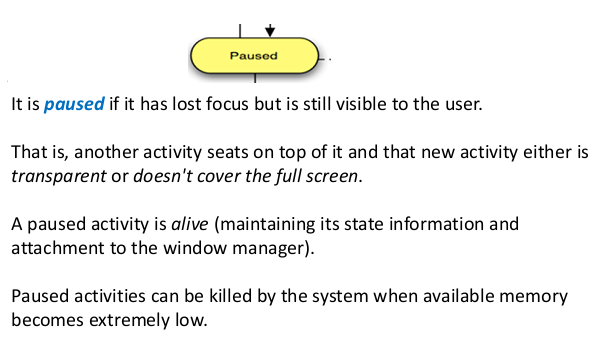 Paused
It is paused if it has lost focus but is still visible to the user.
That is, another activity seats on top of it and that new activity either is
transparent or doesn't cover the full screen.
A paused activity is alive (maintaining its state information and
attachment to the window manager).
Paused activities can be killed by the system when available memory
becomes extremely low.